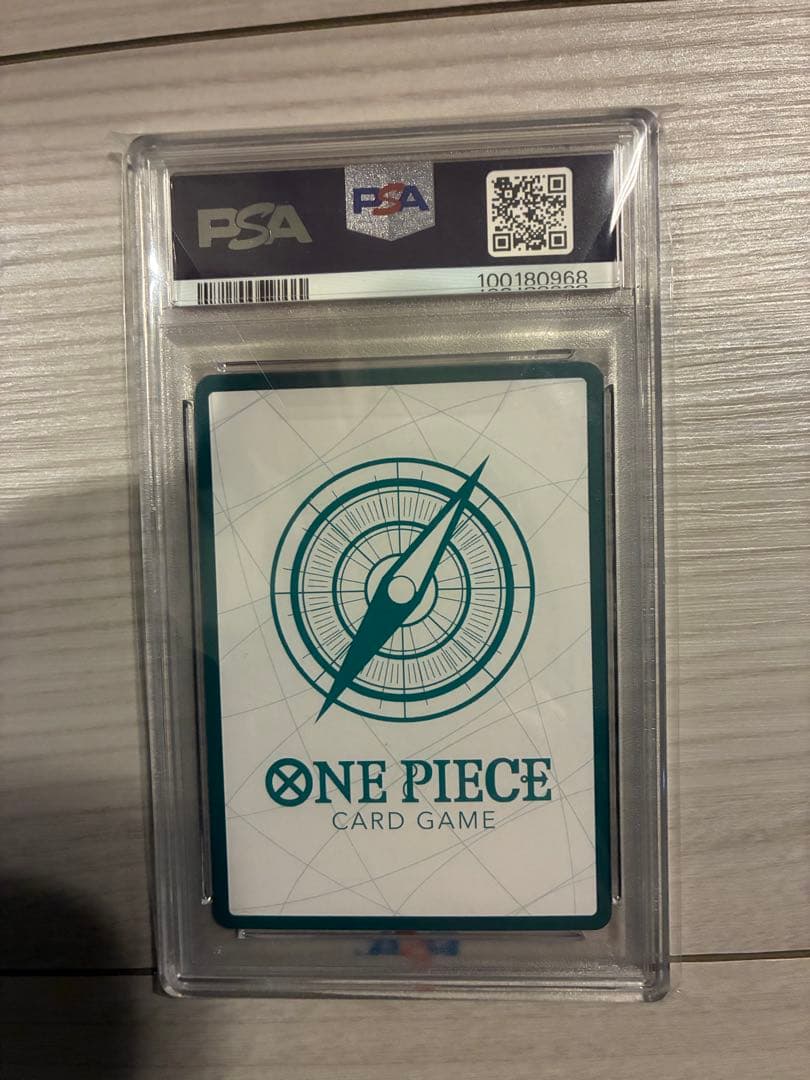 PSA
PSA
100180968
ONE PIECE
CARD GAME